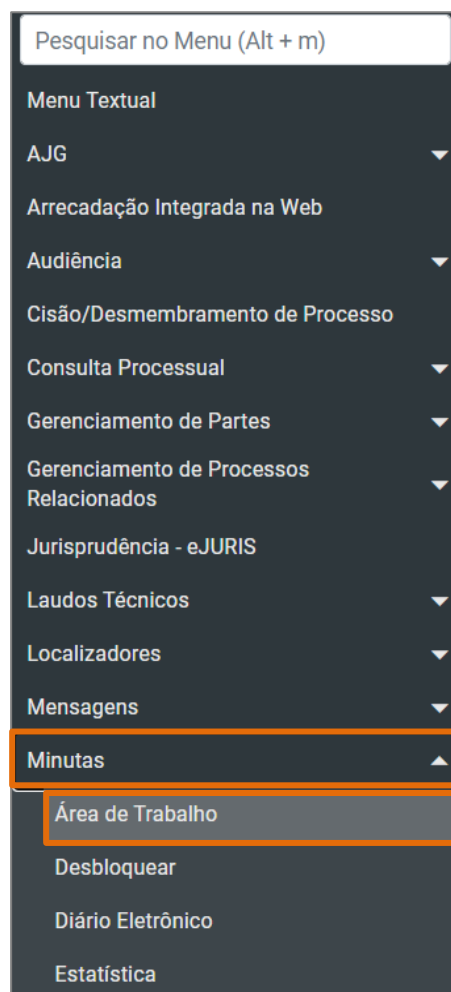 Pesquisar no Menu (Alt + m)
Menu Textual
AJG
Arrecadação Integrada na Web
Audiência
Cisão/Desmembramento de Processo
Consulta Processual
Gerenciamento de Partes
Gerenciamento de Processos
Relacionados
Jurisprudência - eJURIS
Laudos Técnicos
Localizadores
Mensagens
Minutas
Área de Trabalho
Desbloquear
Diário Eletrônico
Estatística